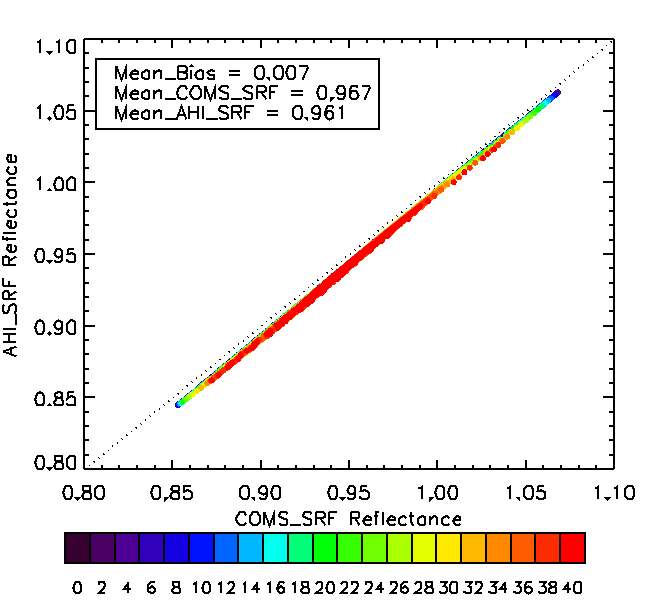 1.10
Mean_Bias = 0.007
Mean_COMS_SRF = 0.967
Mean_AHI_SRF = 0.961
1.05
1.00
0.95
0.90
0.85
0.80
AHI_SRF Reflectance
0.80 0.85 0.90 0.95 1.00 1.05 1.10
COMS_SRF Reflectance
0 2 4 6 8 10 12 14 16 18 20 22 24 26 28 30 32 34 36 38 40